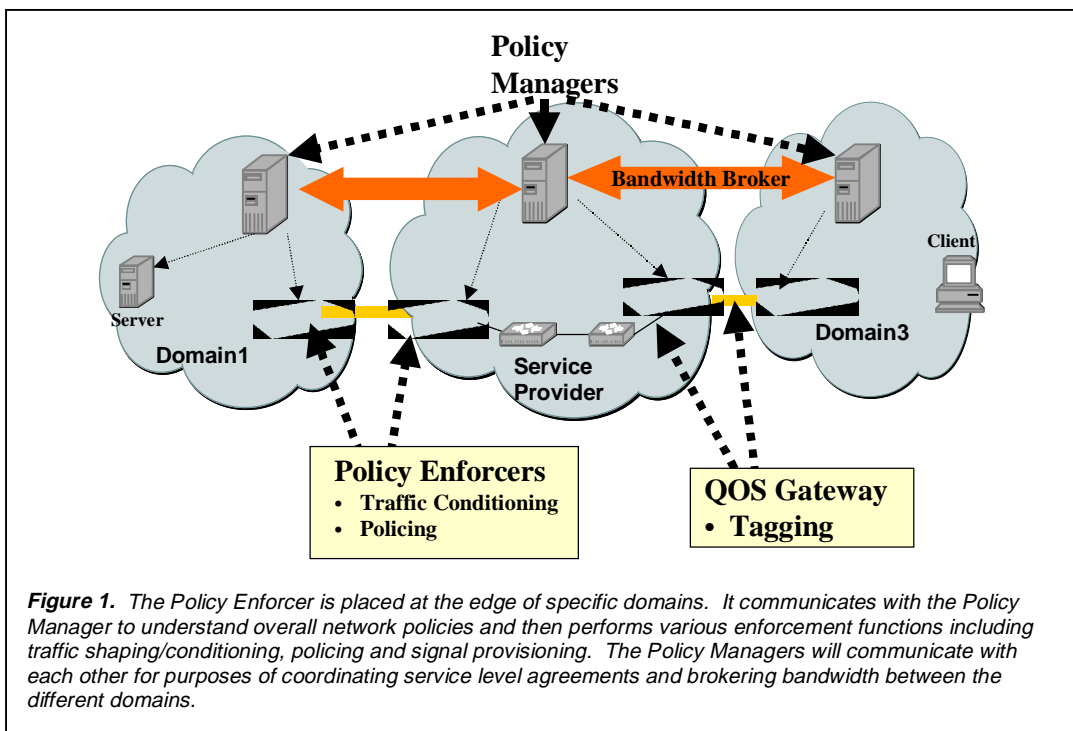 Policy
Managers
Bandwidth Broker
Client
Server
Domain1
Service
Provider
Domain3
Policy Enforcers
• Traffic Conditioning
• Policing
QOS Gateway
• Tagging
Figure 1. The Policy Enforcer is placed at the edge of specific domains. It communicates with the Policy
Manager to understand overall network policies and then performs various enforcement functions including
traffic shaping/conditioning, policing and signal provisioning. The Policy Managers will communicate with
each other for purposes of coordinating service level agreements and brokering bandwidth between the
different domains.